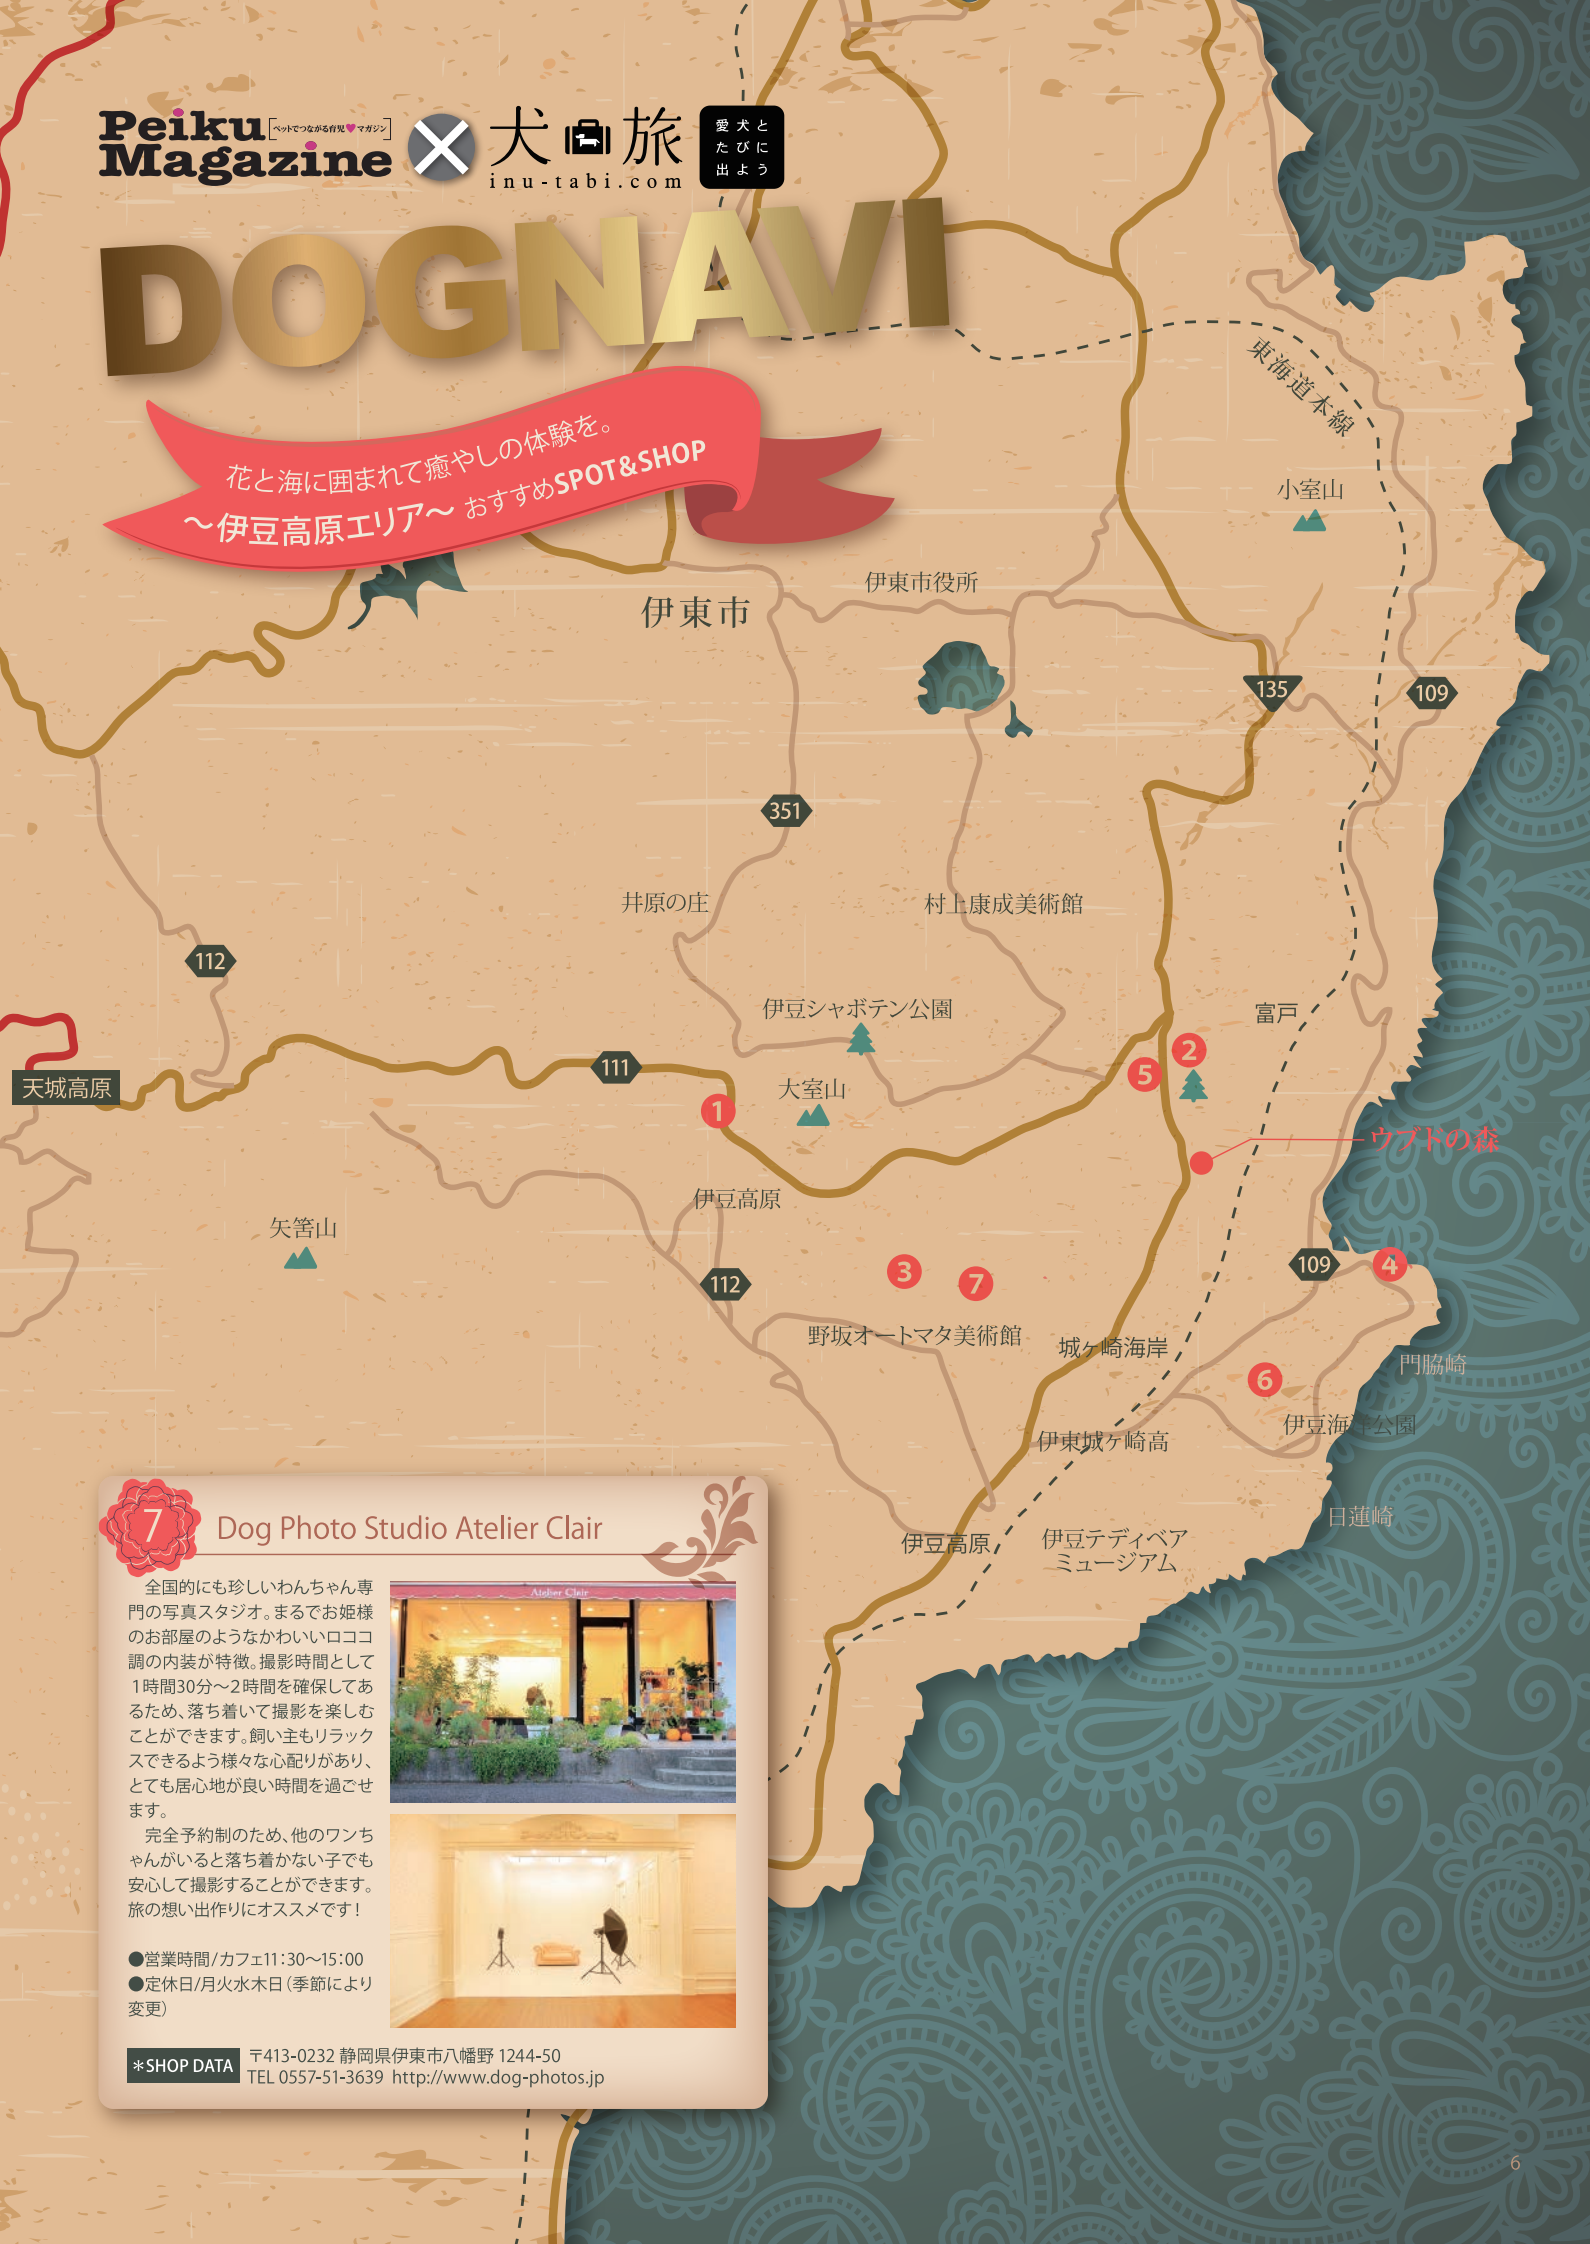 Peiku
Magazine
[ペットでつながる育児♥マガジン]
犬旅
inu-tabi.com
愛犬と
たびに
出よう
DOGNAVI
花と海に囲まれて癒やしの体験を。
〜伊豆高原エリア〜 おすすめSPOT&SHOP
東海道本線
小室山
伊東市役所
伊東市
135
109
351
井原の庄
村上康成美術館
112
伊豆シャボテン公園
富戸
2
111
5
天城高原
大室山
1
ウブドの森
伊豆高原
矢筈山
109
4
3
7
112
野坂オートマタ美術館
城ヶ崎海岸
門脇崎
6
伊豆海洋公園
伊東城ヶ崎高
日蓮崎
伊豆高原
伊豆テディベア
ミュージアム
7
Dog Photo Studio Atelier Clair
全国的にも珍しいわんちゃん専
門の写真スタジオ。まるでお姫様
のお部屋のようなかわいいロココ
調の内装が特徴。撮影時間として
1時間30分〜2時間を確保してあ
るため、落ち着いて撮影を楽しむ
ことができます。飼い主もリラック
スできるよう様々な心配りがあり、
とても居心地が良い時間を過ごせ
ます。
完全予約制のため、他のワンち
ゃんがいると落ち着かない子でも
安心して撮影することができます。
旅の想い出作りにオススメです!
●営業時間/カフェ11:30〜15:00
●定休日/月火水木日(季節により
変更)
Atelier Clair
*SHOP DATA
〒413-0232 静岡県伊東市八幡野 1244-50
TEL 0557-51-3639 http://www.dog-photos.jp
6